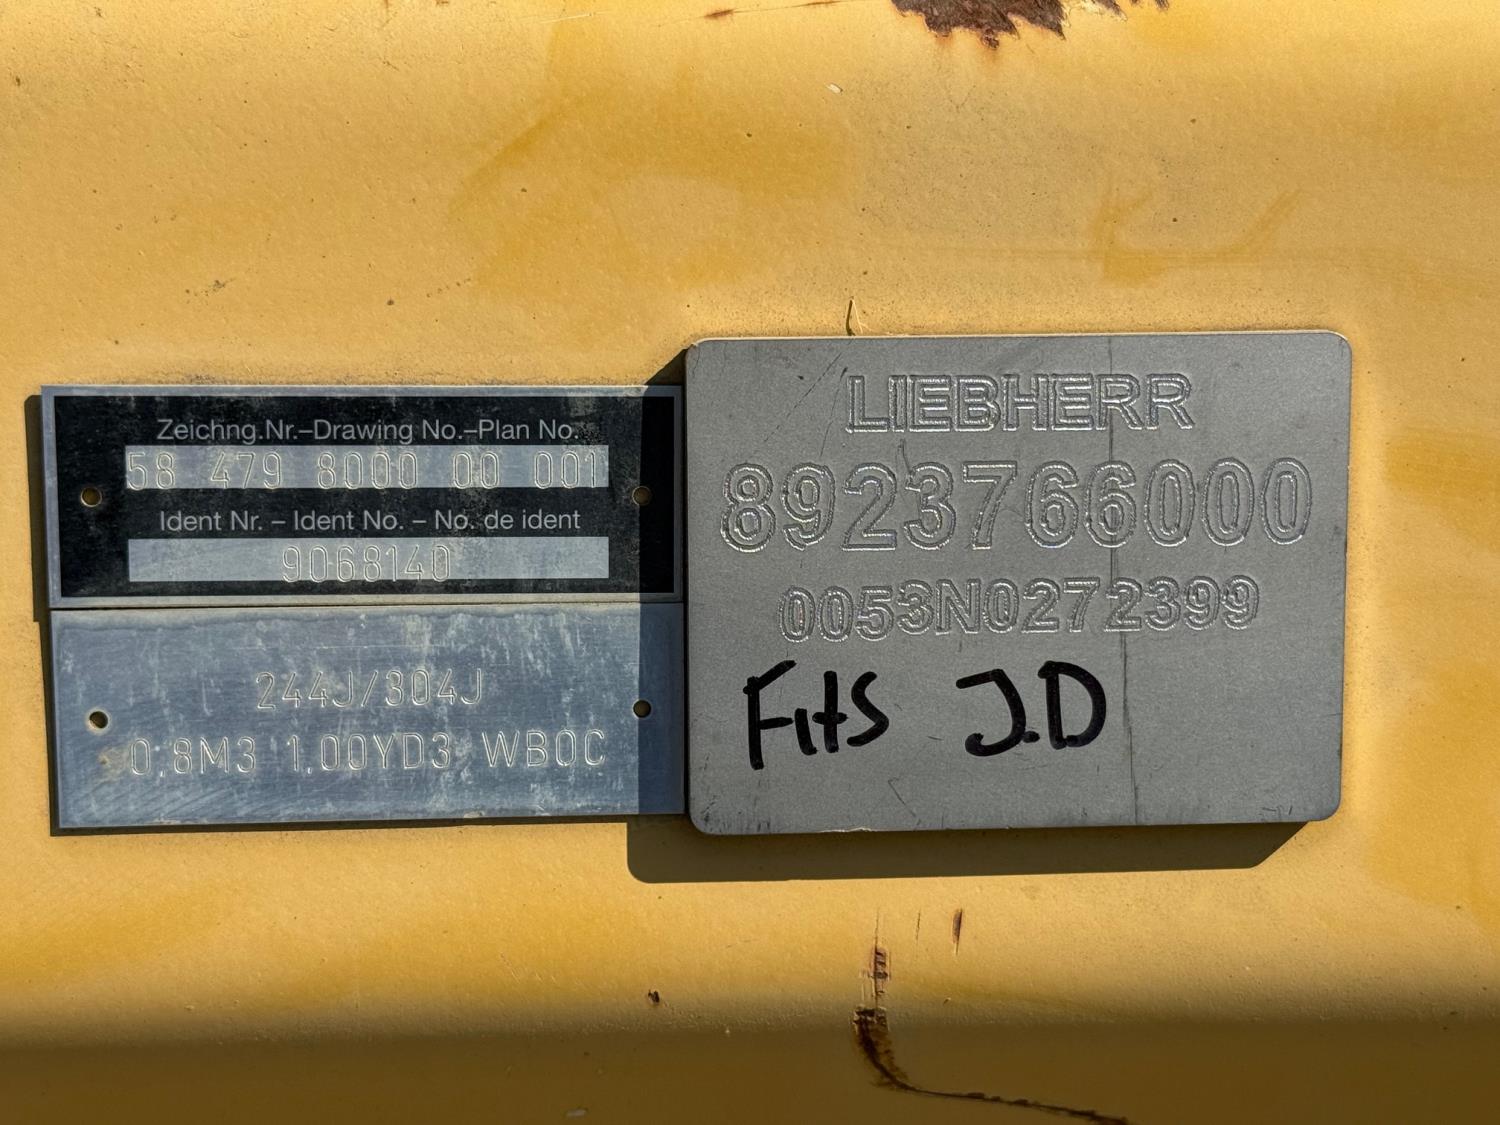 Zeichng.Nr.–Drawing No.–Plan No.
58 479 8000 00 001
Ident Nr. – Ident No. – No. de ident
9068140
244J/304J
0.8M3 1.00YD3 WBOC
LIEBHERR
8923766000
0053N0272399
Fits J.D